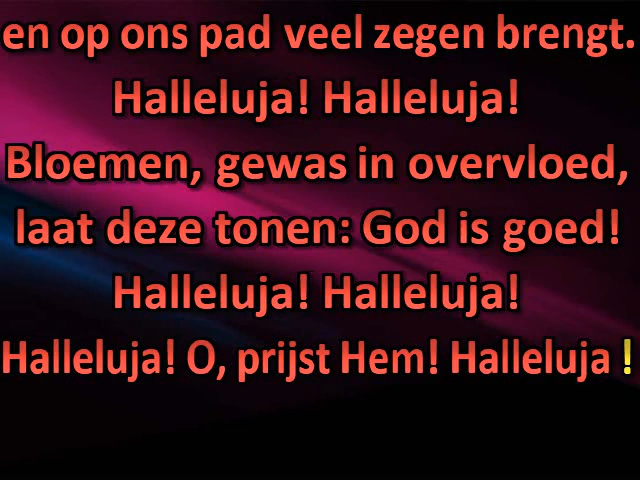 en op ons pad veel zegen brengt.
Halleluja! Halleluja!
Bloemen, gewas in overvloed,
laat deze tonen: God is goed!
Halleluja! Halleluja!
Halleluja! O, prijst Hem! Halleluja !